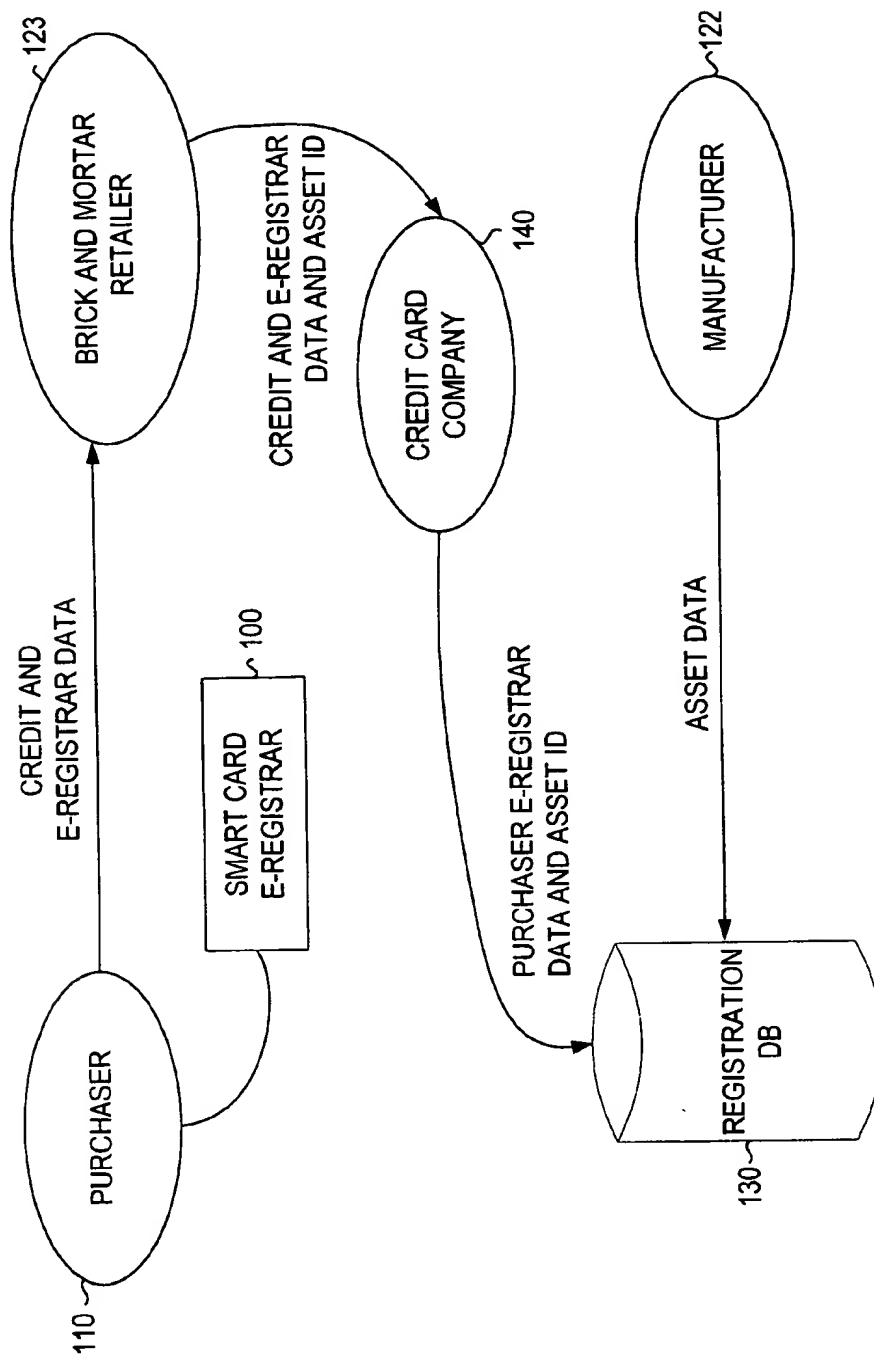 110
PURCHASER
CREDIT AND
E-REGISTRAR DATA
SMART CARD
E-REGISTRAR
100
BRICK AND MORTAR
RETAILER
123
CREDIT AND E-REGISTRAR
DATA AND ASSET ID
CREDIT CARD
COMPANY
140
PURCHASER E-REGISTRAR
DATA AND ASSET ID
REGISTRATION
DB
130
ASSET DATA
MANUFACTURER
122